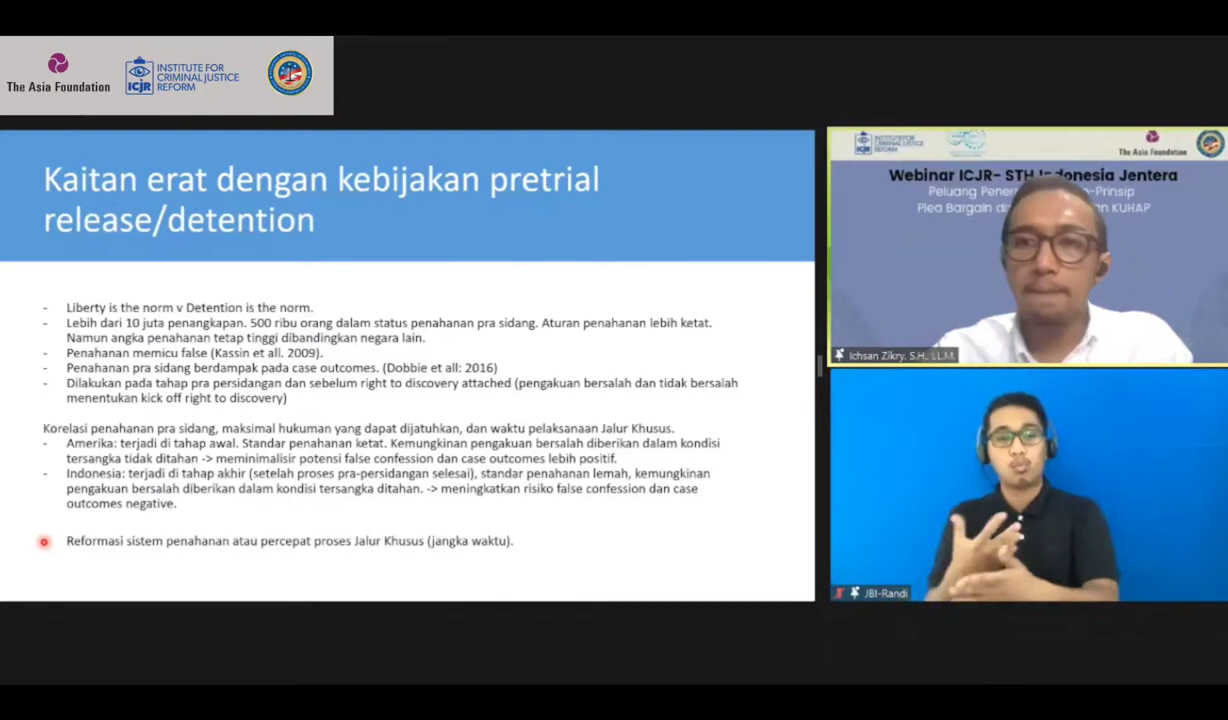 The Asia Foundation
ICJR
INSTITUTE FOR
CRIMINAL JUSTICE
REFORM
Kaitan erat dengan kebijakan pretrial
release/detention
- Liberty is the norm v Detention is the norm.
- Lebih dari 10 juta penangkapan. 500 ribu orang dalam status penahanan pra sidang. Aturan penahanan lebih ketat.
Namun angka penahanan tetap tinggi dibandingkan negara lain.
- Penahanan memicu false (Kassin et all. 2009).
- Penahanan pra sidang berdampak pada case outcomes. (Dobbie et all: 2016)
- Dilakukan pada tahap pra persidangan dan sebelum right to discovery attached (pengakuan bersalah dan tidak bersalah
menentukan kick off right to discovery)
Korelasi penahanan pra sidang, maksimal hukuman yang dapat dijatuhkan, dan waktu pelaksanaan Jalur Khusus.
- Amerika: terjadi di tahap awal. Standar penahanan ketat. Kemungkinan pengakuan bersalah diberikan dalam kondisi
tersangka tidak ditahan -> meminimalisir potensi false confession dan case outcomes lebih positif.
- Indonesia: terjadi di tahap akhir (setelah proses pra-persidangan selesai), standar penahanan lemah, kemungkinan
pengakuan bersalah diberikan dalam kondisi tersangka ditahan. -> meningkatkan risiko false confession dan case
outcomes negative.
Reformasi sistem penahanan atau percepat proses Jalur Khusus (jangka waktu).
INSTITUTE FOR
CRIMINAL JUSTICE
REFORM
The Asia Foundation
Webinar ICJR- STH Indonesia Jentera
Peluang Prinsip
Plea Bargain KUHAP
Ichsan Zikry, S.H., LL.M.
JBI-Randi